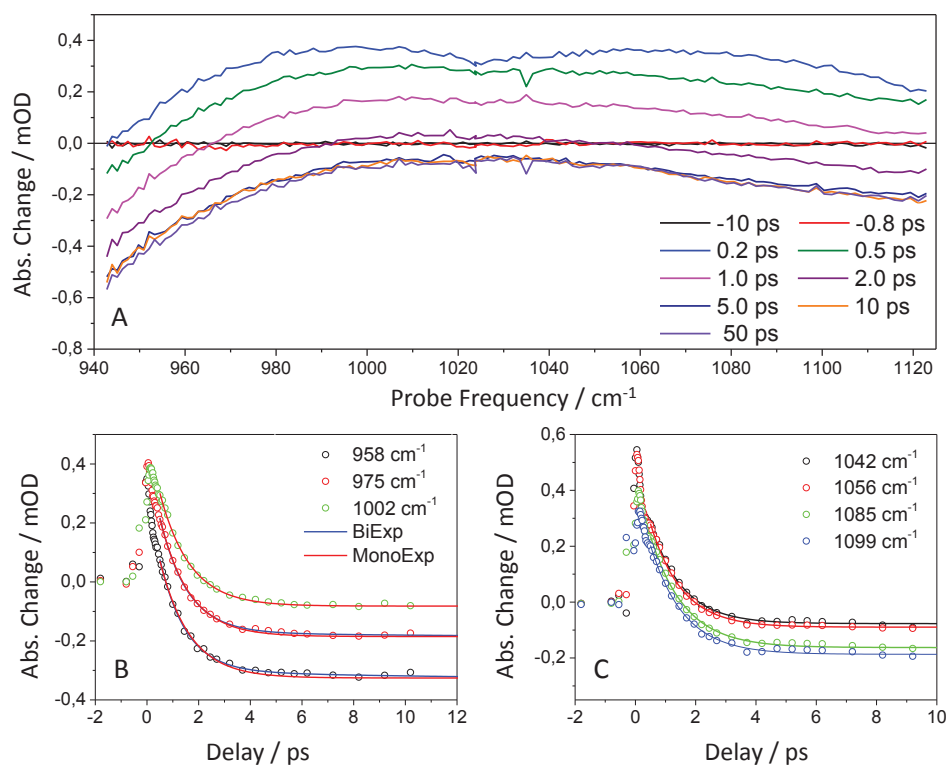 0,4
0,2
0,0
-0,2
-0,4
-0,6
-0,8
Abs. Change / mOD
A
-10 ps
-0.8 ps
0.2 ps
0.5 ps
1.0 ps
2.0 ps
5.0 ps
10 ps
50 ps
940 960 980 1000 1020 1040 1060 1080 1100 1120
Probe Frequency / cm-1
0,4
0,2
0,0
-0,2
-0,4
Abs. Change / mOD
958 cm-1
975 cm-1
1002 cm-1
BiExp
MonoExp
B
-2 0 2 4 6 8 10 12
Delay / ps
0,6
0,4
0,2
0,0
-0,2
Abs. Change / mOD
1042 cm-1
1056 cm-1
1085 cm-1
1099 cm-1
C
-2 0 2 4 6 8 10
Delay / ps